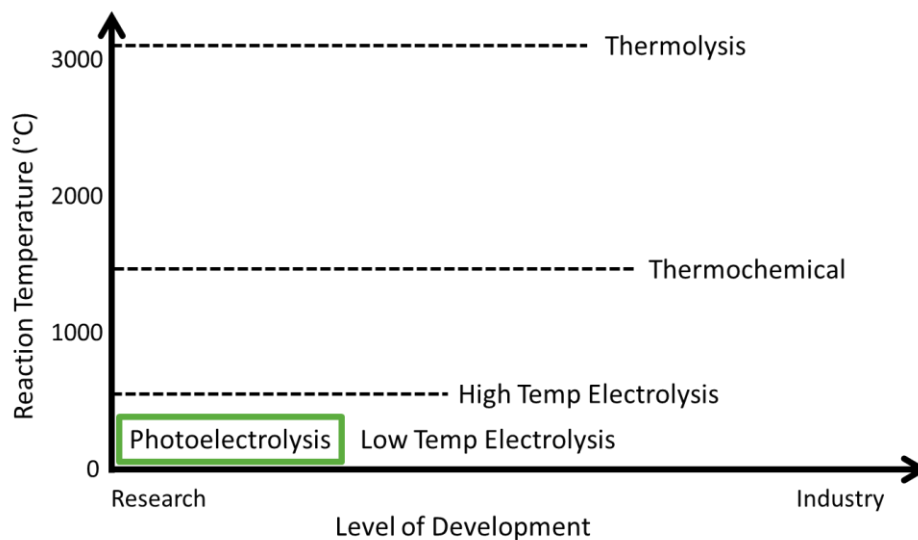 3000
Thermolysis
Reaction Temperature (°C)
2000
Thermochemical
1000
High Temp Electrolysis
Photoelectrolysis Low Temp Electrolysis
0
Research Industry
Level of Development